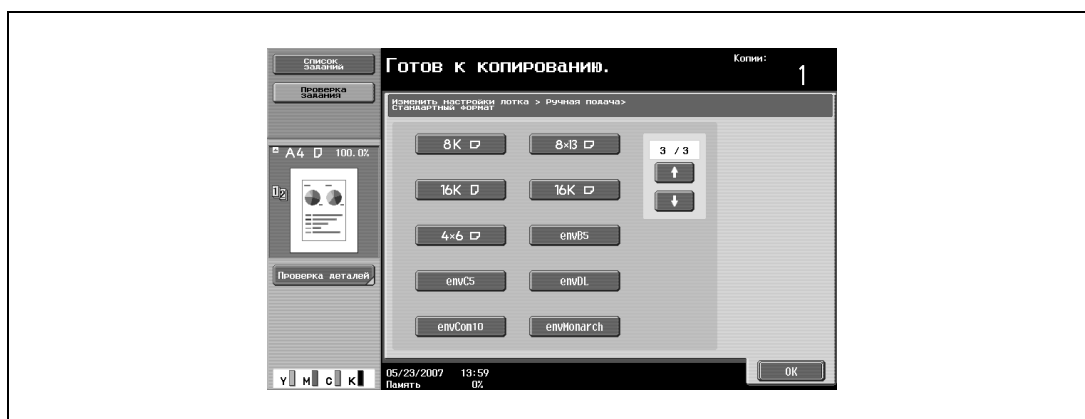 Список
заданий
Готов к копированию.
Копии:
1
Проверка
задания
Изменить настройки лотка > Ручная подача>
Стандартный формат
8K
8×13
3 / 3
A4 100.0%
16K
16K
1 2
4×6
envB5
Проверка деталей
envC5
envDL
envCom10
envMonarch
05/23/2007 13:59
Память 0%
OK
Y M C K